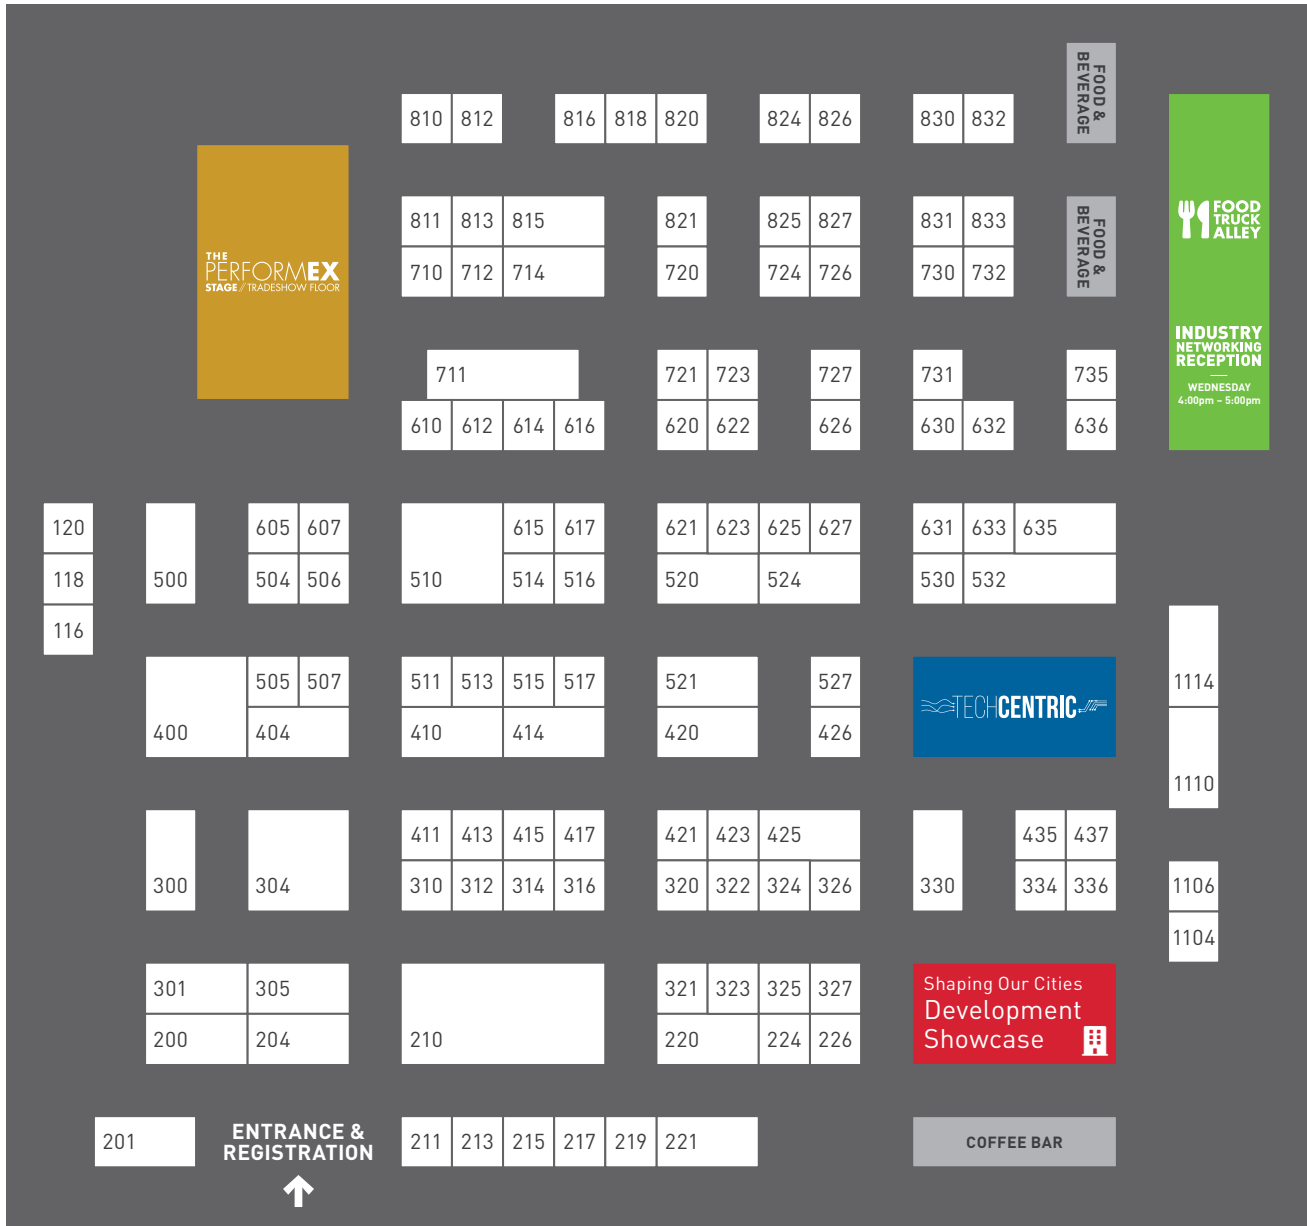 FOOD &
BEVERAGE
810 812 816 818 820 824 826 830 832
811 813 815 821 825 827 831 833
FOOD &
BEVERAGE
FOOD
TRUCK
ALLEY
THE
PERFORMEX
STAGE // TRADESHOW FLOOR
710 712 714 720 724 726 730 732
INDUSTRY
NETWORKING
RECEPTION
WEDNESDAY
4:00pm – 5:00pm
711 721 723 727 731 735
610 612 614 616 620 622 626 630 632 636
120 605 607 615 617 621 623 625 627 631 633 635
118 500 504 506 510 514 516 520 524 530 532
116
505 507 511 513 515 517 521 527 1114
TECHCENTRIC
400 404 410 414 420 426
1110
411 413 415 417 421 423 425 435 437
300 304 310 312 314 316 320 322 324 326 330 334 336 1106
1104
301 305 321 323 325 327
Shaping Our Cities
Development
Showcase
200 204 210 220 224 226
201
ENTRANCE &
REGISTRATION
211 213 215 217 219 221
COFFEE BAR